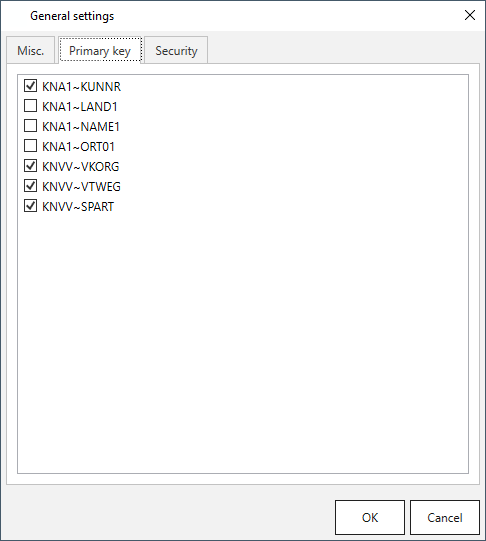 General settings
Misc. Primary key Security
KNA1~KUNNR
KNA1~LAND1
KNA1~NAME1
KNA1~ORT01
KNVV~VKORG
KNVV~VTWEG
KNVV~SPART
OK Cancel